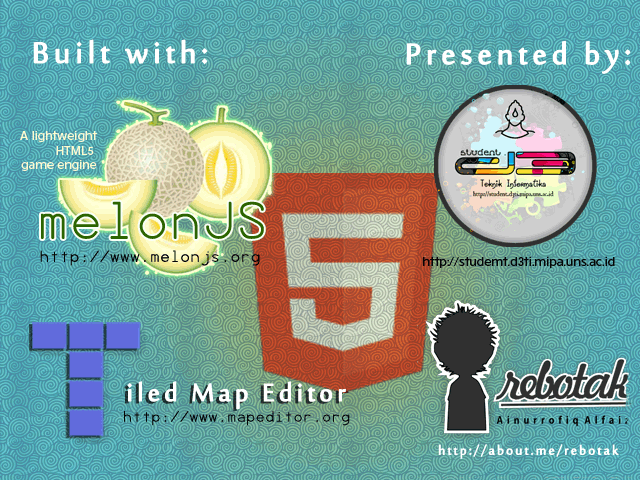 Built with:
A lightweight
HTML5
game engine
melonJS
http://www.melonjs.org
Tiled Map Editor
http://www.mapeditor.org
5
Presented by:
student
Teknik Informatika
http://student.d3ti.mipa.uns.ac.id
http://studemt.d3ti.mipa.uns.ac.id
rebotak
Ainurrofiq Alfaiz
http://about.me/rebotak